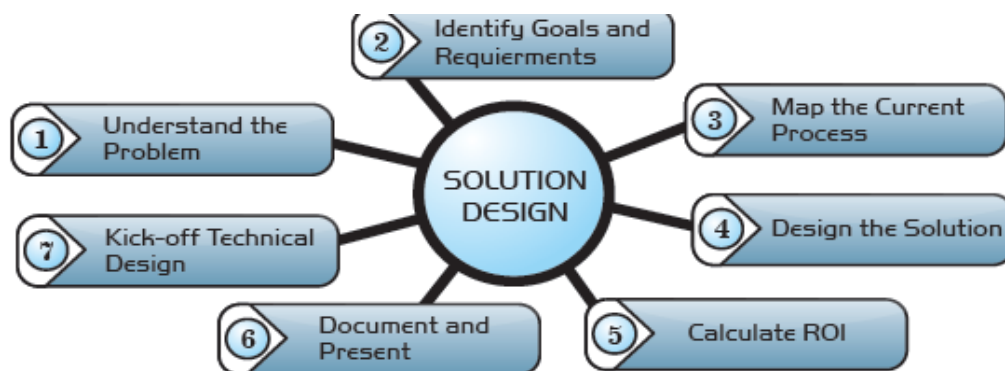 SOLUTION
DESIGN
1
Understand the
Problem
2
Identify Goals and
Requierments
3
Map the Current
Process
4
Design the Solution
5
Calculate ROI
6
Document and
Present
7
Kick-off Technical
Design